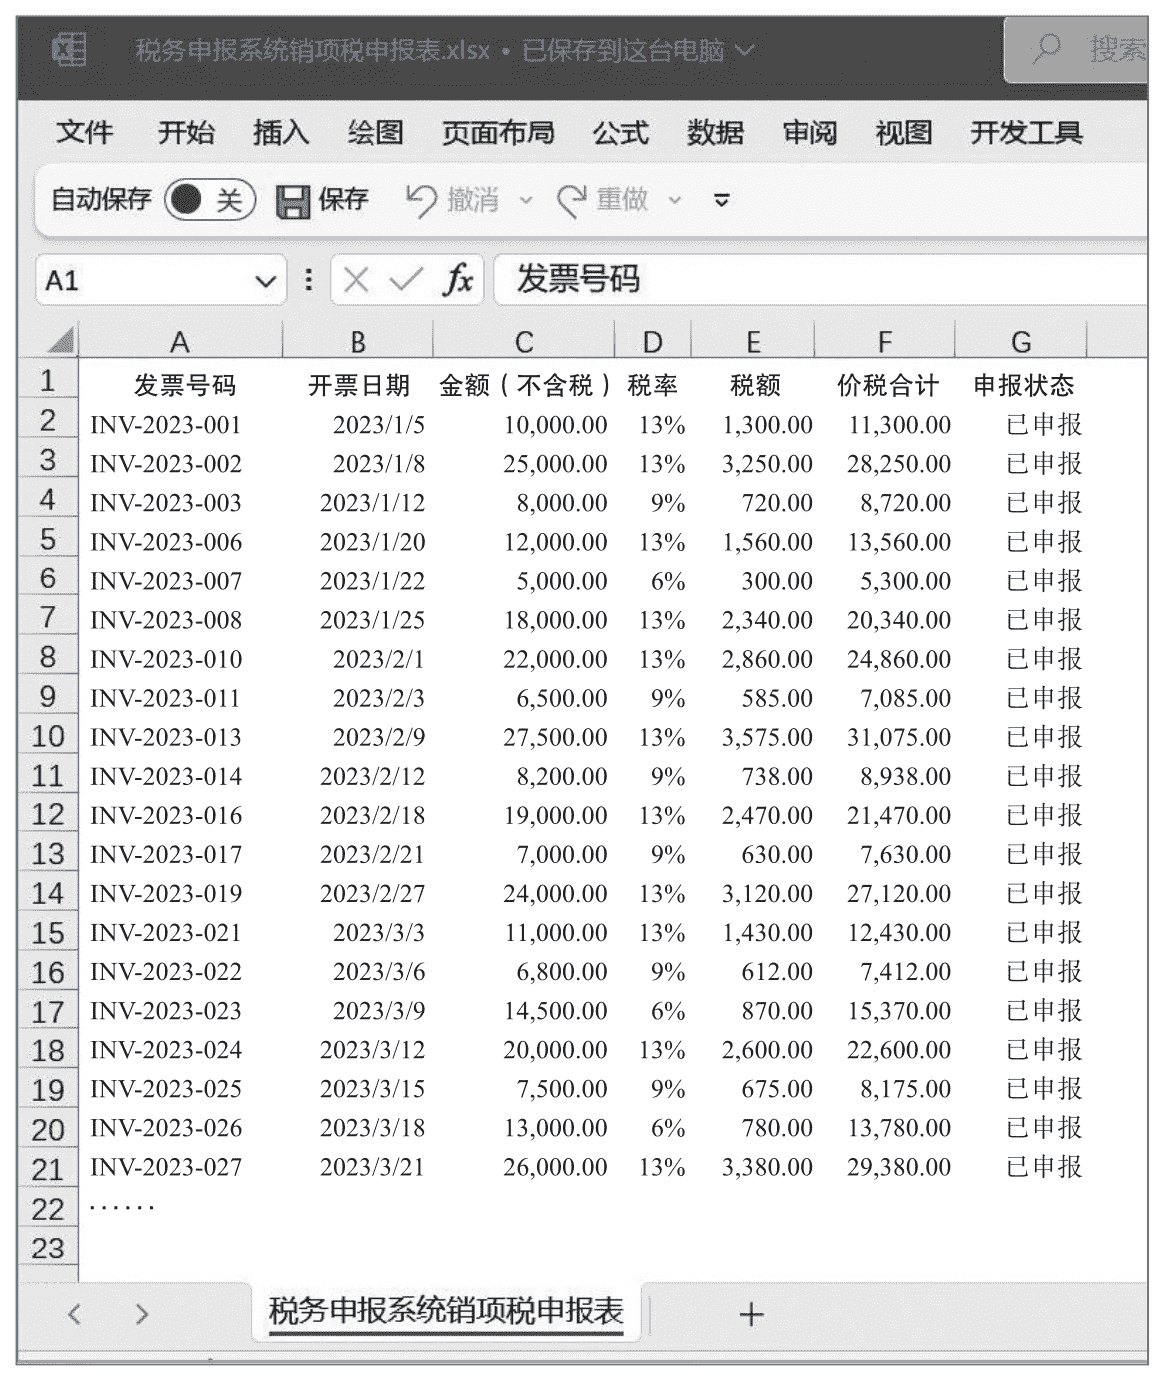 税务申报系统销项税申报表.xlsx • 已保存到这台电脑
搜索
文件 开始 插入 绘图 页面布局 公式 数据 审阅 视图 开发工具
自动保存 关 保存 撤消 重做
A1 fx 发票号码
A B C D E F G
1 发票号码 开票日期 金额（不含税） 税率 税额 价税合计 申报状态
2 INV-2023-001 2023/1/5 10,000.00 13% 1,300.00 11,300.00 已申报
3 INV-2023-002 2023/1/8 25,000.00 13% 3,250.00 28,250.00 已申报
4 INV-2023-003 2023/1/12 8,000.00 9% 720.00 8,720.00 已申报
5 INV-2023-006 2023/1/20 12,000.00 13% 1,560.00 13,560.00 已申报
6 INV-2023-007 2023/1/22 5,000.00 6% 300.00 5,300.00 已申报
7 INV-2023-008 2023/1/25 18,000.00 13% 2,340.00 20,340.00 已申报
8 INV-2023-010 2023/2/1 22,000.00 13% 2,860.00 24,860.00 已申报
9 INV-2023-011 2023/2/3 6,500.00 9% 585.00 7,085.00 已申报
10 INV-2023-013 2023/2/9 27,500.00 13% 3,575.00 31,075.00 已申报
11 INV-2023-014 2023/2/12 8,200.00 9% 738.00 8,938.00 已申报
12 INV-2023-016 2023/2/18 19,000.00 13% 2,470.00 21,470.00 已申报
13 INV-2023-017 2023/2/21 7,000.00 9% 630.00 7,630.00 已申报
14 INV-2023-019 2023/2/27 24,000.00 13% 3,120.00 27,120.00 已申报
15 INV-2023-021 2023/3/3 11,000.00 13% 1,430.00 12,430.00 已申报
16 INV-2023-022 2023/3/6 6,800.00 9% 612.00 7,412.00 已申报
17 INV-2023-023 2023/3/9 14,500.00 6% 870.00 15,370.00 已申报
18 INV-2023-024 2023/3/12 20,000.00 13% 2,600.00 22,600.00 已申报
19 INV-2023-025 2023/3/15 7,500.00 9% 675.00 8,175.00 已申报
20 INV-2023-026 2023/3/18 13,000.00 6% 780.00 13,780.00 已申报
21 INV-2023-027 2023/3/21 26,000.00 13% 3,380.00 29,380.00 已申报
22 ······
23
税务申报系统销项税申报表